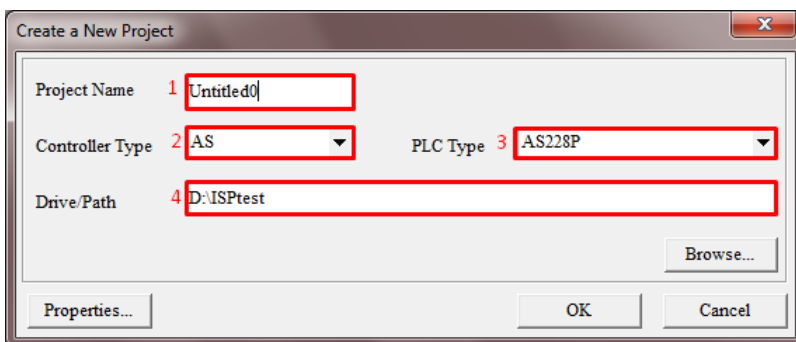 Create a New Project
Project Name 1 Untitled0
Controller Type 2 AS PLC Type 3 AS228P
Drive/Path 4 D:\ISPtest
Browse...
Properties... OK Cancel